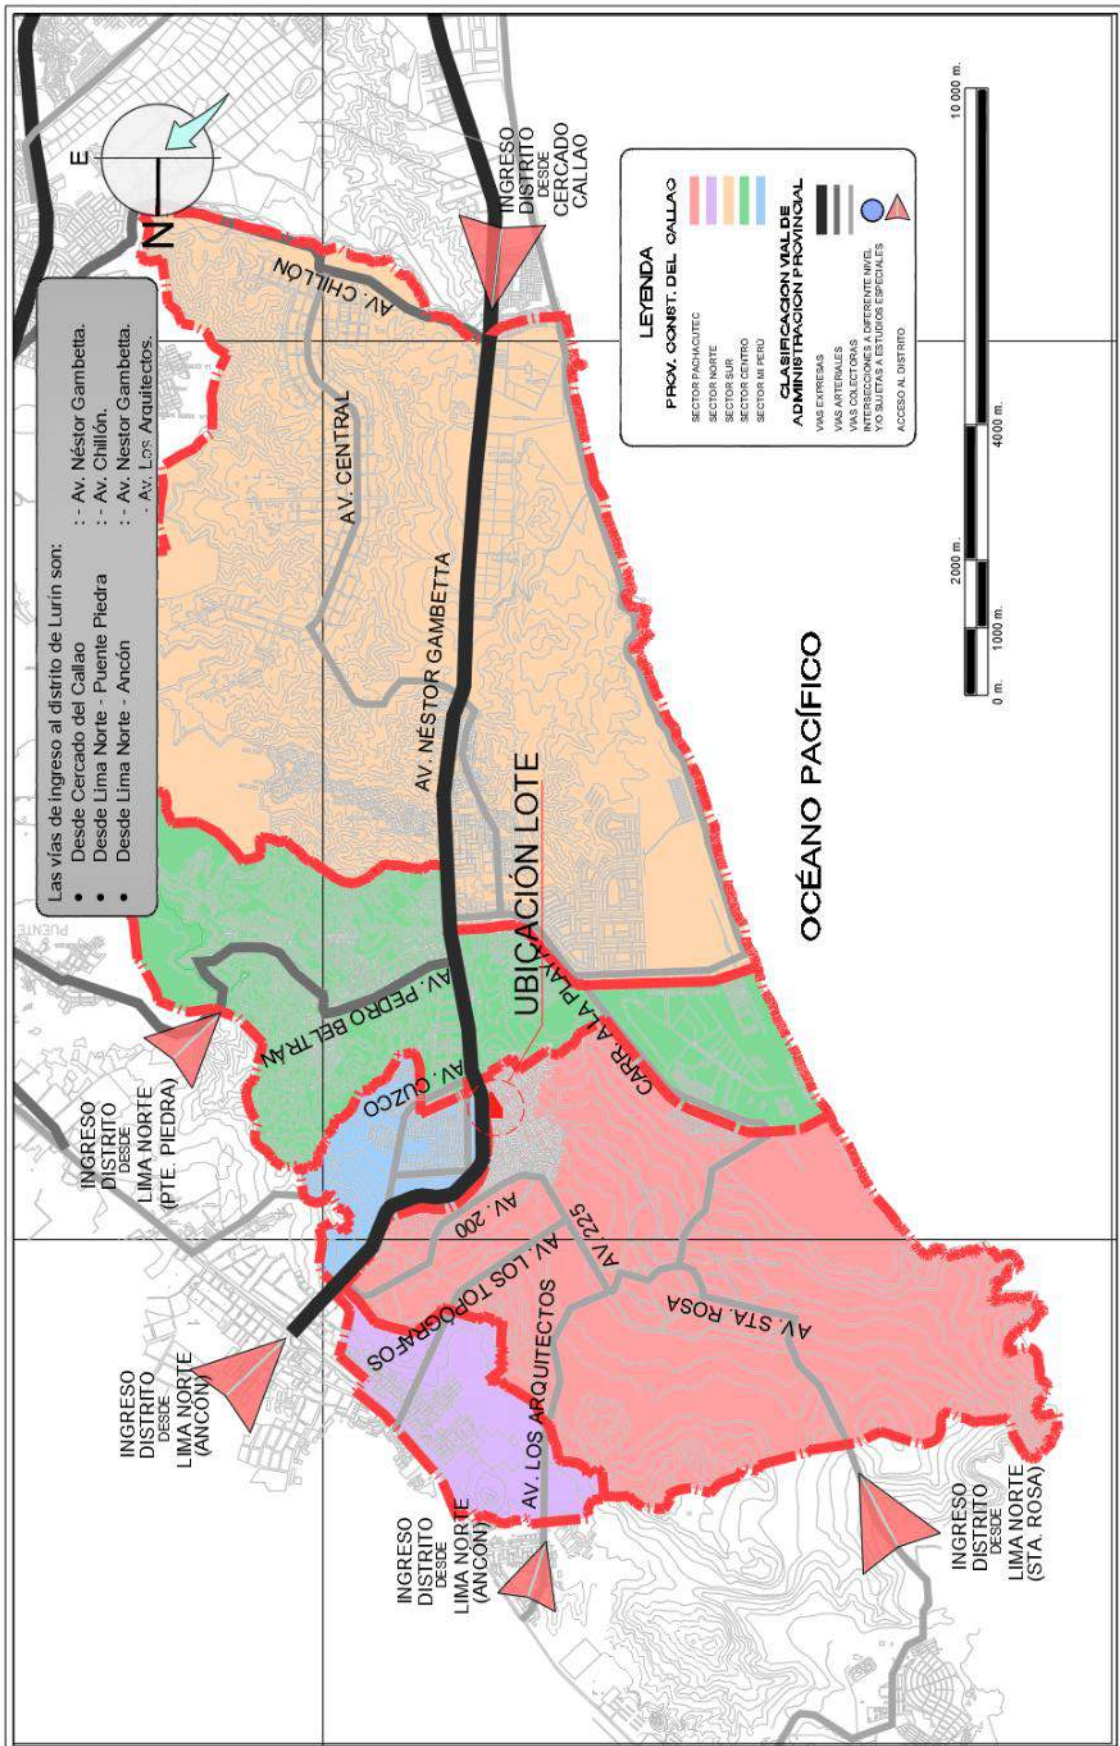 Las vías de ingreso al distrito de Lurín son:
• Desde Cercado del Callao : - Av. Néstor Gambetta.
• Desde Lima Norte - Puente Piedra : - Av. Chillón.
• Desde Lima Norte - Ancón : - Av. Nestor Gambetta.
- Av. Los Arquitectos.
E
N
PUENTE
INGRESO
DISTRITO
DESDE
CERCADO
CALLAO
AV. CHILLÓN
AV. CENTRAL
AV. NÉSTOR GAMBETTA
UBICACIÓN LOTE
AV. PEDRO BELTRÁN
AV. CUZCO
CARR. A LA PLAYA
INGRESO
DISTRITO
DESDE
LIMA NORTE
(PTE. PIEDRA)
AV. 200
AV. 225
AV. LOS TOPÓGRAFOS
AV. LOS ARQUITECTOS
AV. STA. ROSA
INGRESO
DISTRITO
DESDE
LIMA NORTE
(ANCÓN)
INGRESO
DISTRITO
DESDE
LIMA NORTE
(ANCÓN)
INGRESO
DISTRITO
DESDE
LIMA NORTE
(STA. ROSA)
OCÉANO PACÍFICO
LEYENDA
PROV. CONST. DEL CALLAO
SECTOR PACHACUTEC
SECTOR NORTE
SECTOR SUR
SECTOR CENTRO
SECTOR MI PERÚ
CLASIFICACION VIAL DE
ADMINISTRACION PROVINCIAL
VIAS EXPRESAS
VIAS ARTERIALES
VIAS COLECTORAS
INTERSECCIONES A DIFERENTE NIVEL
Y/O SUJETAS A ESTUDIOS ESPECIALES
ACCESO AL DISTRITO
0 m. 1000 m. 2000 m. 4000 m. 10 000 m.